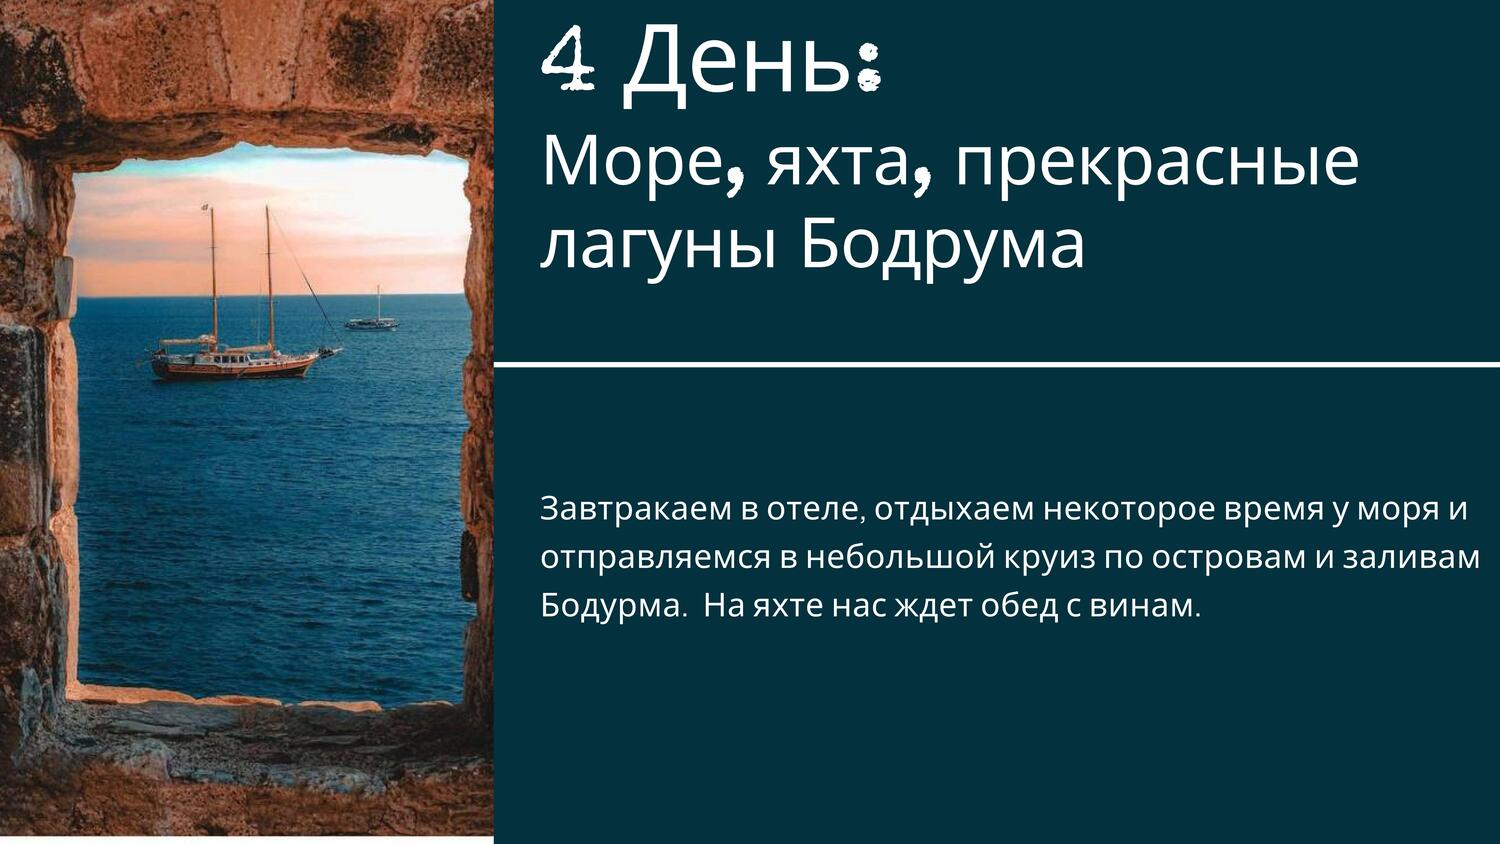 4 День:
Море, яхта, прекрасные
лагуны Бодрума
Завтракаем в отеле, отдыхаем некоторое время у моря и
отправляемся в небольшой круиз по островам и заливам
Бодурма. На яхте нас ждет обед с винам.